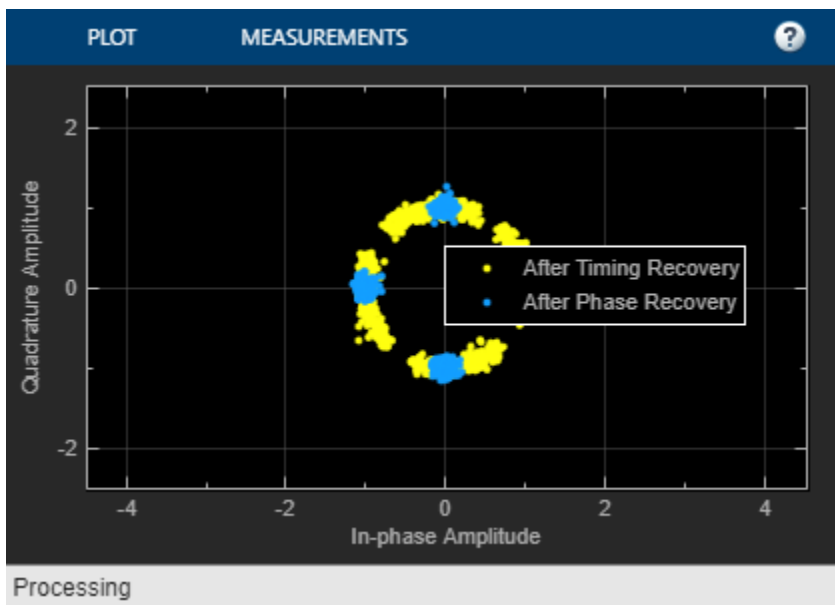 PLOT MEASUREMENTS ?
2
0
-2
Quadrature Amplitude
After Timing Recovery
After Phase Recovery
-4 -2 0 2 4
In-phase Amplitude
Processing